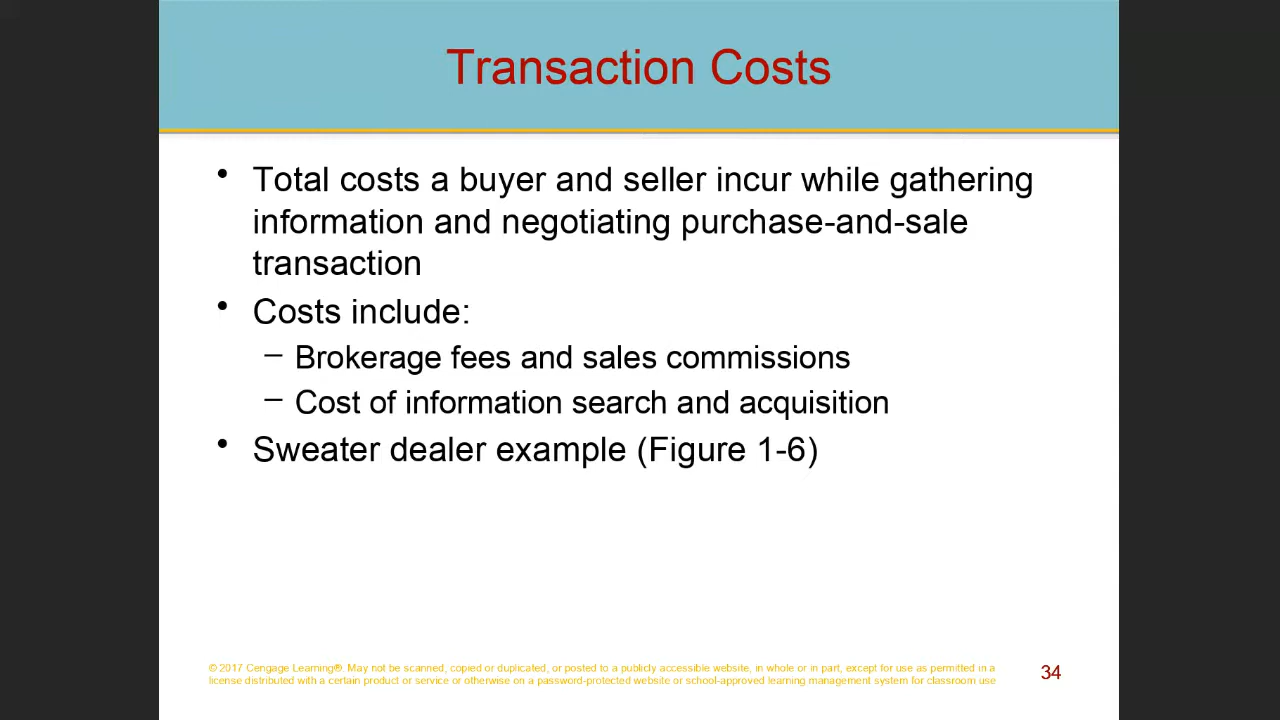 Transaction Costs
• Total costs a buyer and seller incur while gathering
information and negotiating purchase-and-sale
transaction
• Costs include:
– Brokerage fees and sales commissions
– Cost of information search and acquisition
• Sweater dealer example (Figure 1-6)
© 2017 Cengage Learning®. May not be scanned, copied or duplicated, or posted to a publicly accessible website, in whole or in part, except for use as permitted in a
license distributed with a certain product or service or otherwise on a password-protected website or school-approved learning management system for classroom use
34